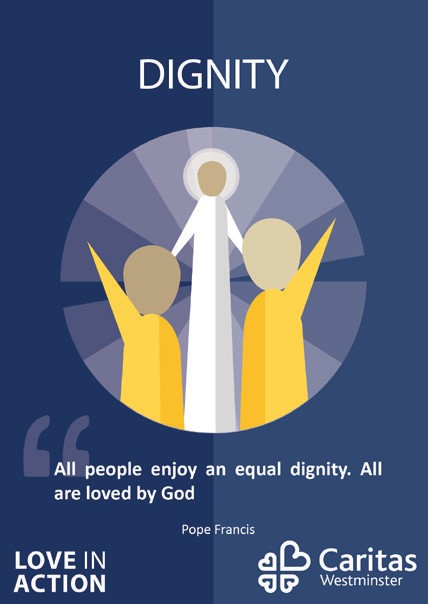 DIGNITY
All people enjoy an equal dignity. All
are loved by God
Pope Francis
LOVE IN
ACTION
Caritas
Westminster